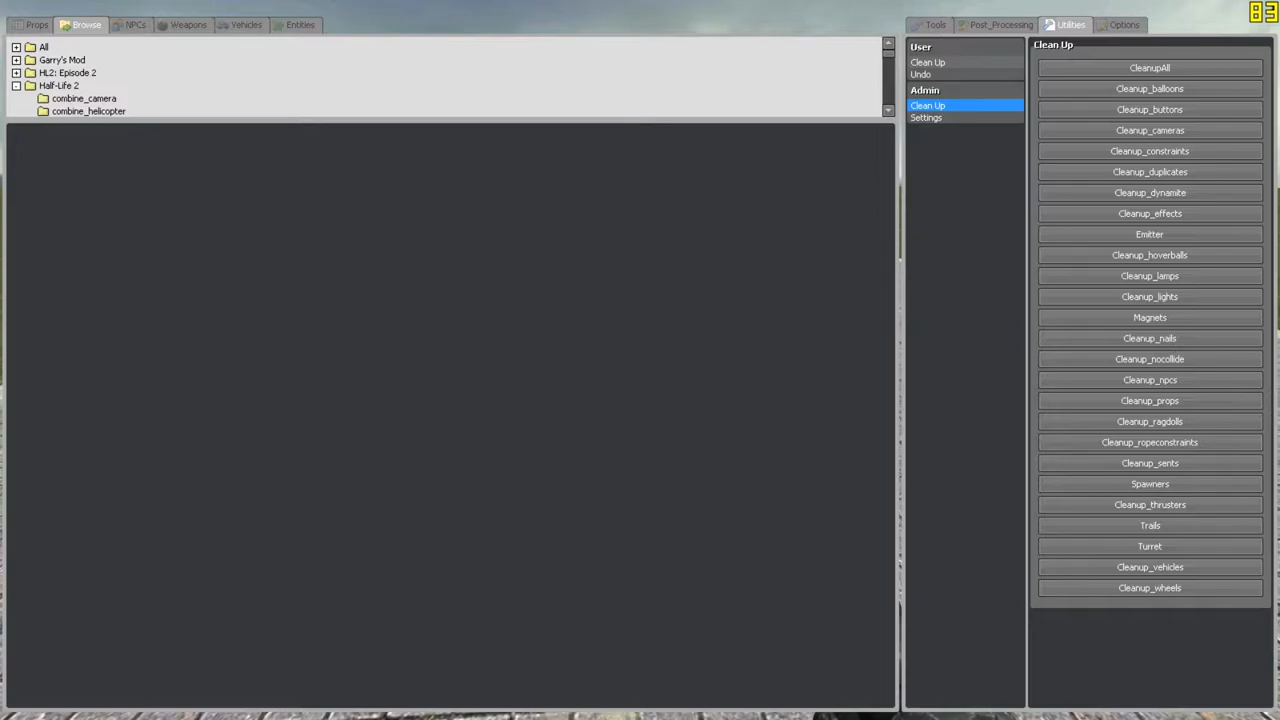 Props Browse NPCs Weapons Vehicles Entities
All
Garry's Mod
HL2: Episode 2
Half-Life 2
combine_camera
combine_helicopter
Tools Post_Processing Utilities Options
83
User
Clean Up
Undo
Admin
Clean Up
Settings
Clean Up
CleanupAll
Cleanup_balloons
Cleanup_buttons
Cleanup_cameras
Cleanup_constraints
Cleanup_duplicates
Cleanup_dynamite
Cleanup_effects
Emitter
Cleanup_hoverballs
Cleanup_lamps
Cleanup_lights
Magnets
Cleanup_nails
Cleanup_nocollide
Cleanup_npcs
Cleanup_props
Cleanup_ragdolls
Cleanup_ropeconstraints
Cleanup_sents
Spawners
Cleanup_thrusters
Trails
Turret
Cleanup_vehicles
Cleanup_wheels